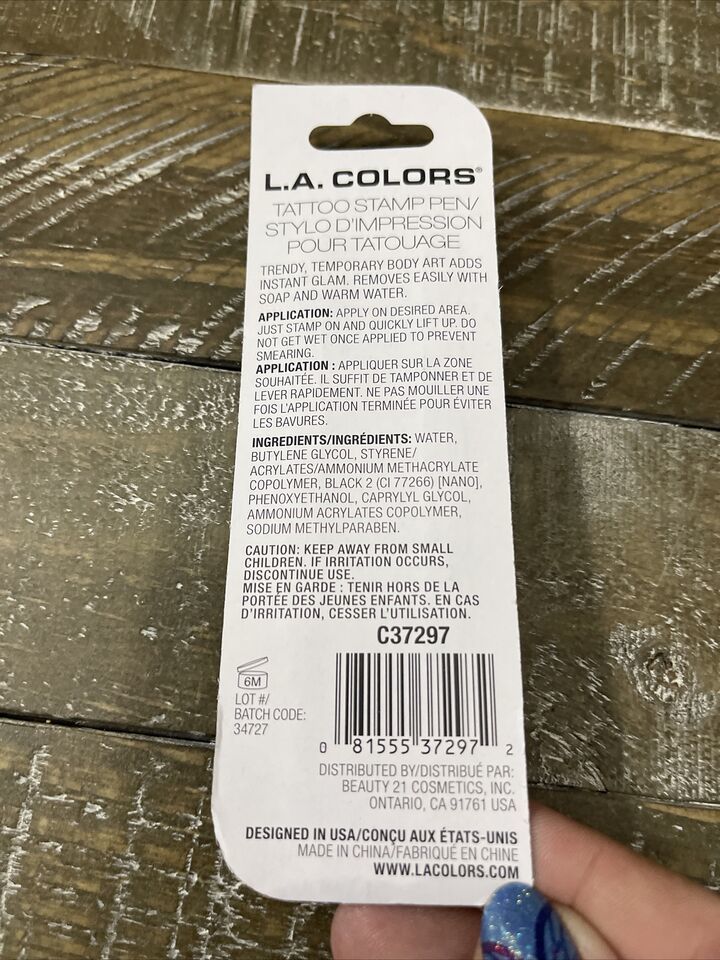 L.A. COLORS®
TATTOO STAMP PEN/
STYLO D'IMPRESSION
POUR TATOUAGE
TRENDY, TEMPORARY BODY ART ADDS
INSTANT GLAM. REMOVES EASILY WITH
SOAP AND WARM WATER.
APPLICATION: APPLY ON DESIRED AREA.
JUST STAMP ON AND QUICKLY LIFT UP. DO
NOT GET WET ONCE APPLIED TO PREVENT
SMEARING.
APPLICATION : APPLIQUER SUR LA ZONE
SOUHAITÉE. IL SUFFIT DE TAMPONNER ET DE
LEVER RAPIDEMENT. NE PAS MOUILLER UNE
FOIS L'APPLICATION TERMINÉE POUR ÉVITER
LES BAVURES.
INGREDIENTS/INGRÉDIENTS: WATER,
BUTYLENE GLYCOL, STYRENE/
ACRYLATES/AMMONIUM METHACRYLATE
COPOLYMER, BLACK 2 (CI 77266) [NANO],
PHENOXYETHANOL, CAPRYLYL GLYCOL,
AMMONIUM ACRYLATES COPOLYMER,
SODIUM METHYLPARABEN.
CAUTION: KEEP AWAY FROM SMALL
CHILDREN. IF IRRITATION OCCURS,
DISCONTINUE USE.
MISE EN GARDE : TENIR HORS DE LA
PORTÉE DES JEUNES ENFANTS. EN CAS
D'IRRITATION, CESSER L'UTILISATION.
C37297
6M
LOT #/
BATCH CODE:
34727
0 81555 37297 2
DISTRIBUTED BY/DISTRIBUÉ PAR:
BEAUTY 21 COSMETICS, INC.
ONTARIO, CA 91761 USA
DESIGNED IN USA/CONÇU AUX ÉTATS-UNIS
MADE IN CHINA/FABRIQUÉ EN CHINE
WWW.LACOLORS.COM